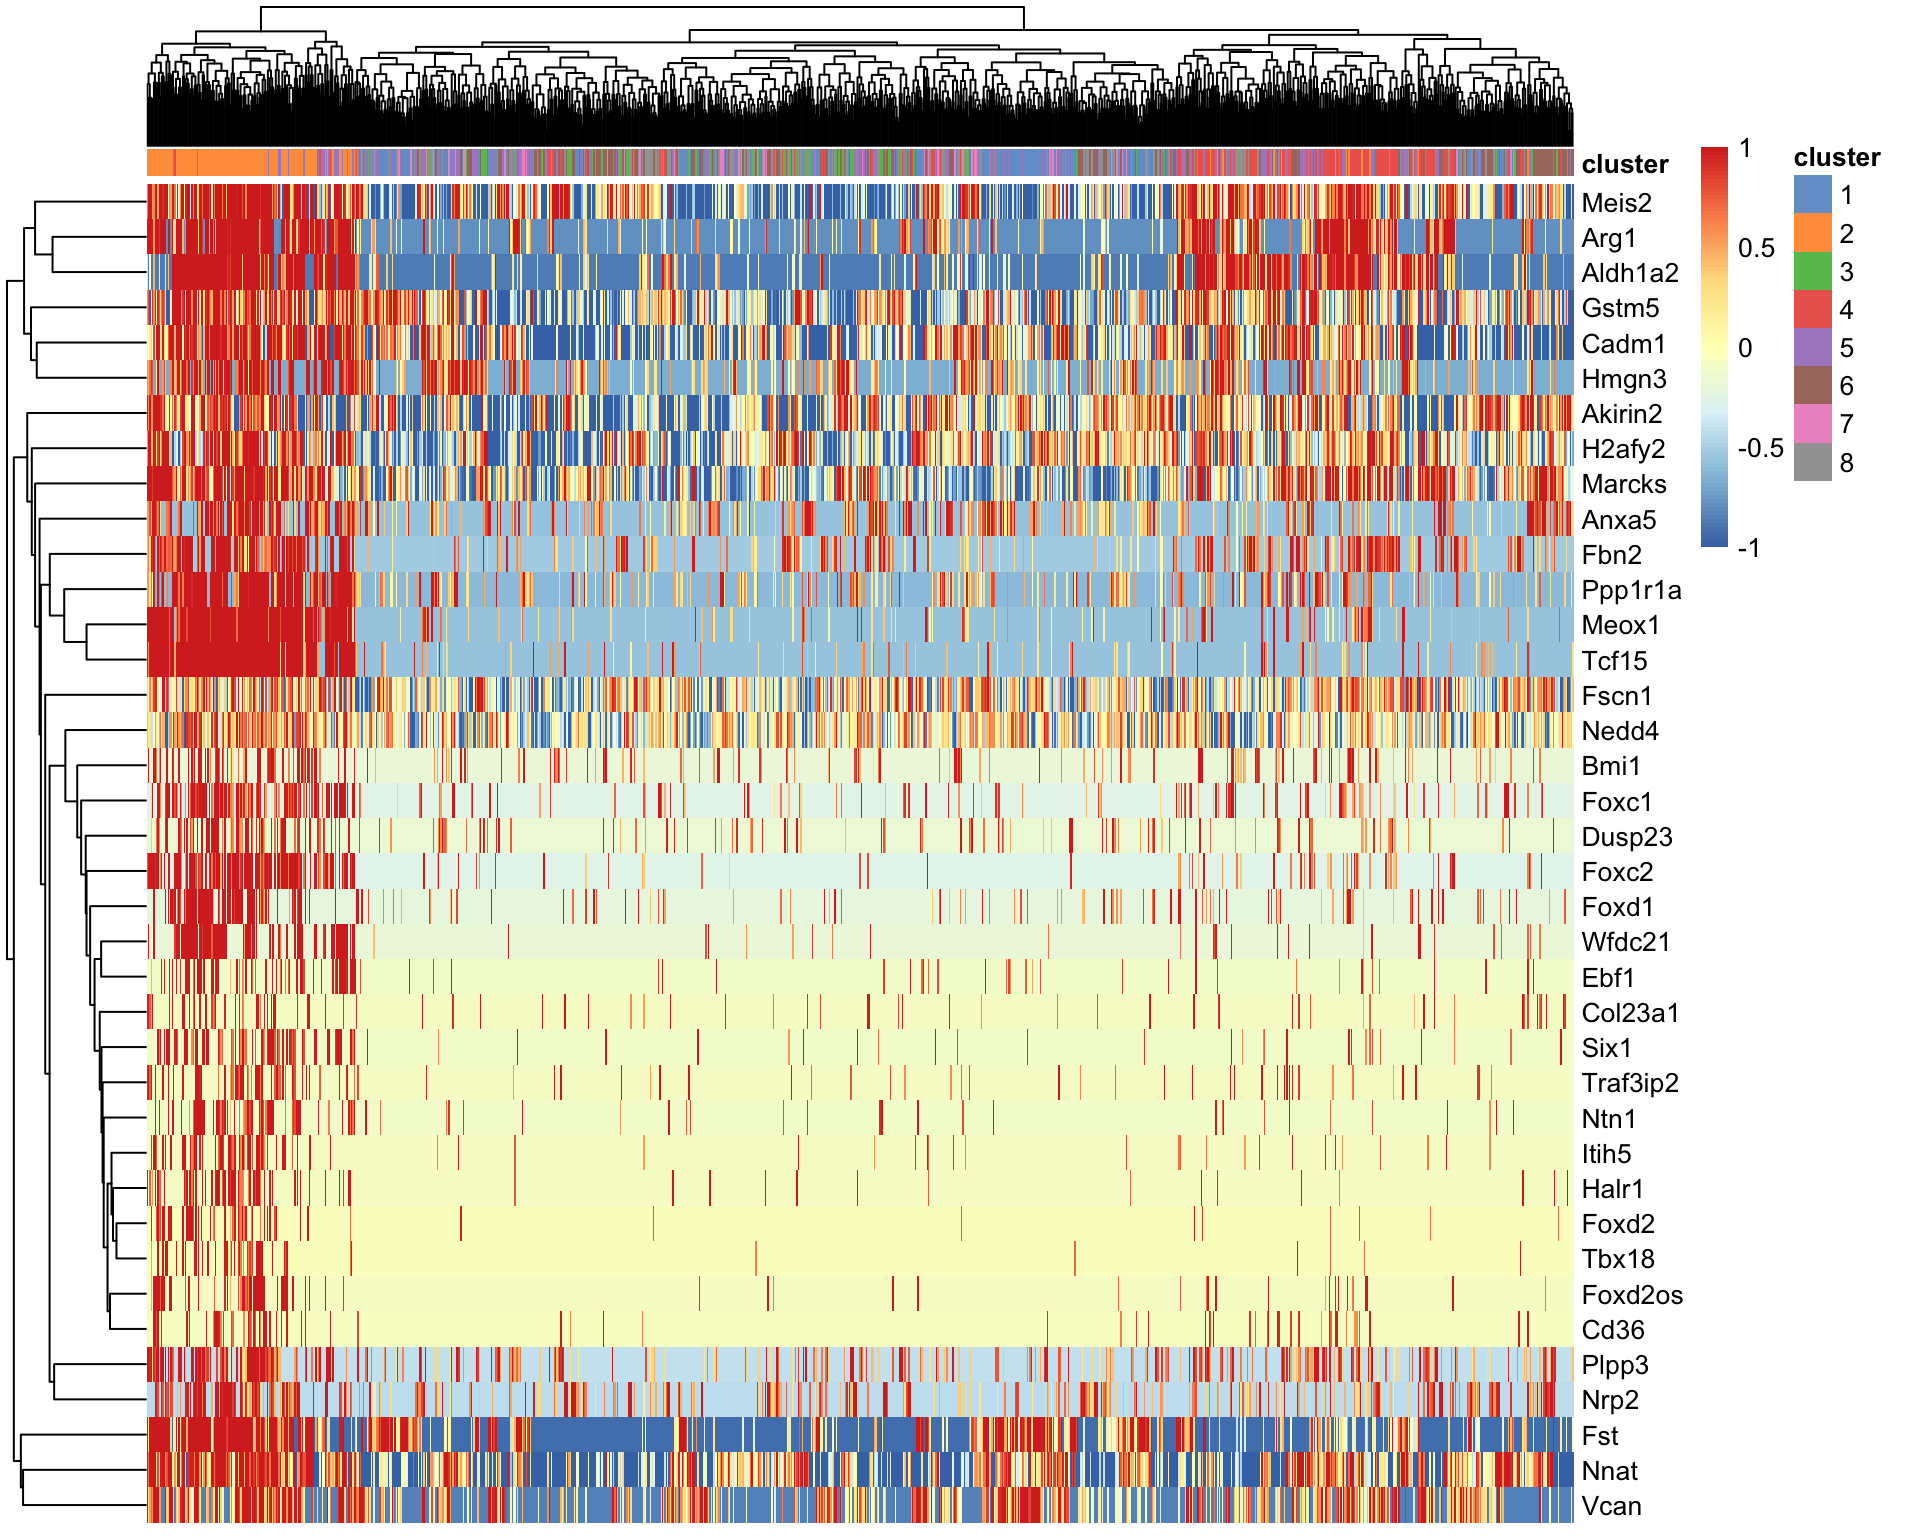 cluster
Meis2
Arg1
Aldh1a2
Gstm5
Cadm1
Hmgn3
Akirin2
H2afy2
Marcks
Anxa5
Fbn2
Ppp1r1a
Meox1
Tcf15
Fscn1
Nedd4
Bmi1
Foxc1
Dusp23
Foxc2
Foxd1
Wfdc21
Ebf1
Col23a1
Six1
Traf3ip2
Ntn1
Itih5
Halr1
Foxd2
Tbx18
Foxd2os
Cd36
Plpp3
Nrp2
Fst
Nnat
Vcan
1
0.5
0
-0.5
-1
cluster
1
2
3
4
5
6
7
8